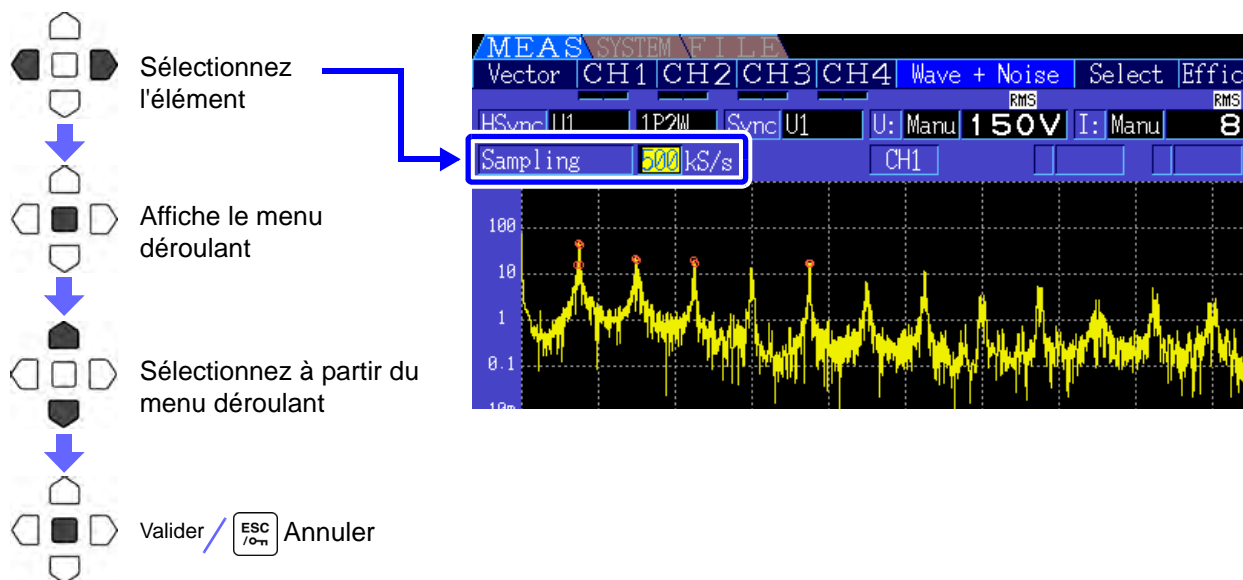 Sélectionnez
l'élément
Affiche le menu
déroulant
Sélectionnez à partir du
menu déroulant
Valider / ESC /On Annuler
MEAS SYSTEM FILE
Vector CH1 CH2 CH3 CH4 Wave + Noise Select Effic
RMS RMS
HSync U1 1P2W Sync U1 U: Manu 150V I: Manu 8
Sampling 500 kS/s CH1
100
10
1
0.1
10m